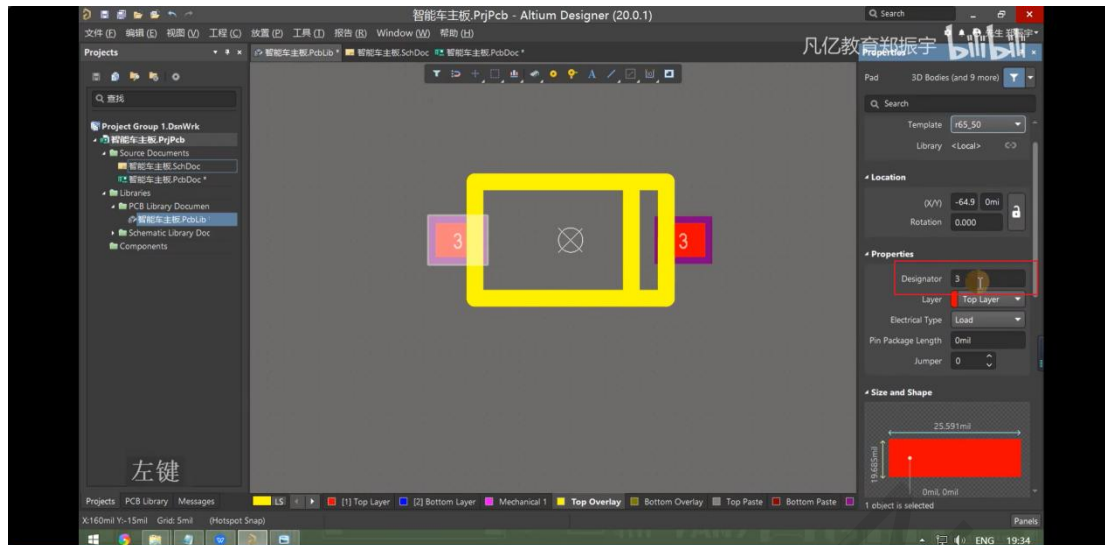 智能车主板.PrjPcb - Altium Designer (20.0.1)
Search
文件 (F) 编辑 (E) 视图 (V) 工程 (C) 放置 (P) 工具 (T) 报告 (R) Window (W) 帮助 (H)
凡亿教育郑振宇
bilibili
Projects
智能车主板.PcbLib *
智能车主板.SchDoc
智能车主板.PcbDoc *
Properties
Pad
3D Bodies (and 9 more)
查找
Search
Project Group 1.DsnWrk
智能车主板.PrjPcb
Source Documents
智能车主板.SchDoc
智能车主板.PcbDoc *
Libraries
PCB Library Documen
智能车主板.PcbLib
Schematic Library Doc
Components
3
3
Template r65_50
Library <Local>
Location
(X/Y) -64.9 0mi
Rotation 0.000
Properties
Designator 3
Layer Top Layer
Electrical Type Load
Pin Package Length 0mil
Jumper 0
Size and Shape
25.591mil
19.685mil
0mil, 0mil
左键
Projects PCB Library Messages
LS [1] Top Layer [2] Bottom Layer Mechanical 1 Top Overlay Bottom Overlay Top Paste Bottom Paste
1 object is selected
X:160mil Y:-15mil Grid: 5mil (Hotspot Snap)
Panels
ENG 19:34